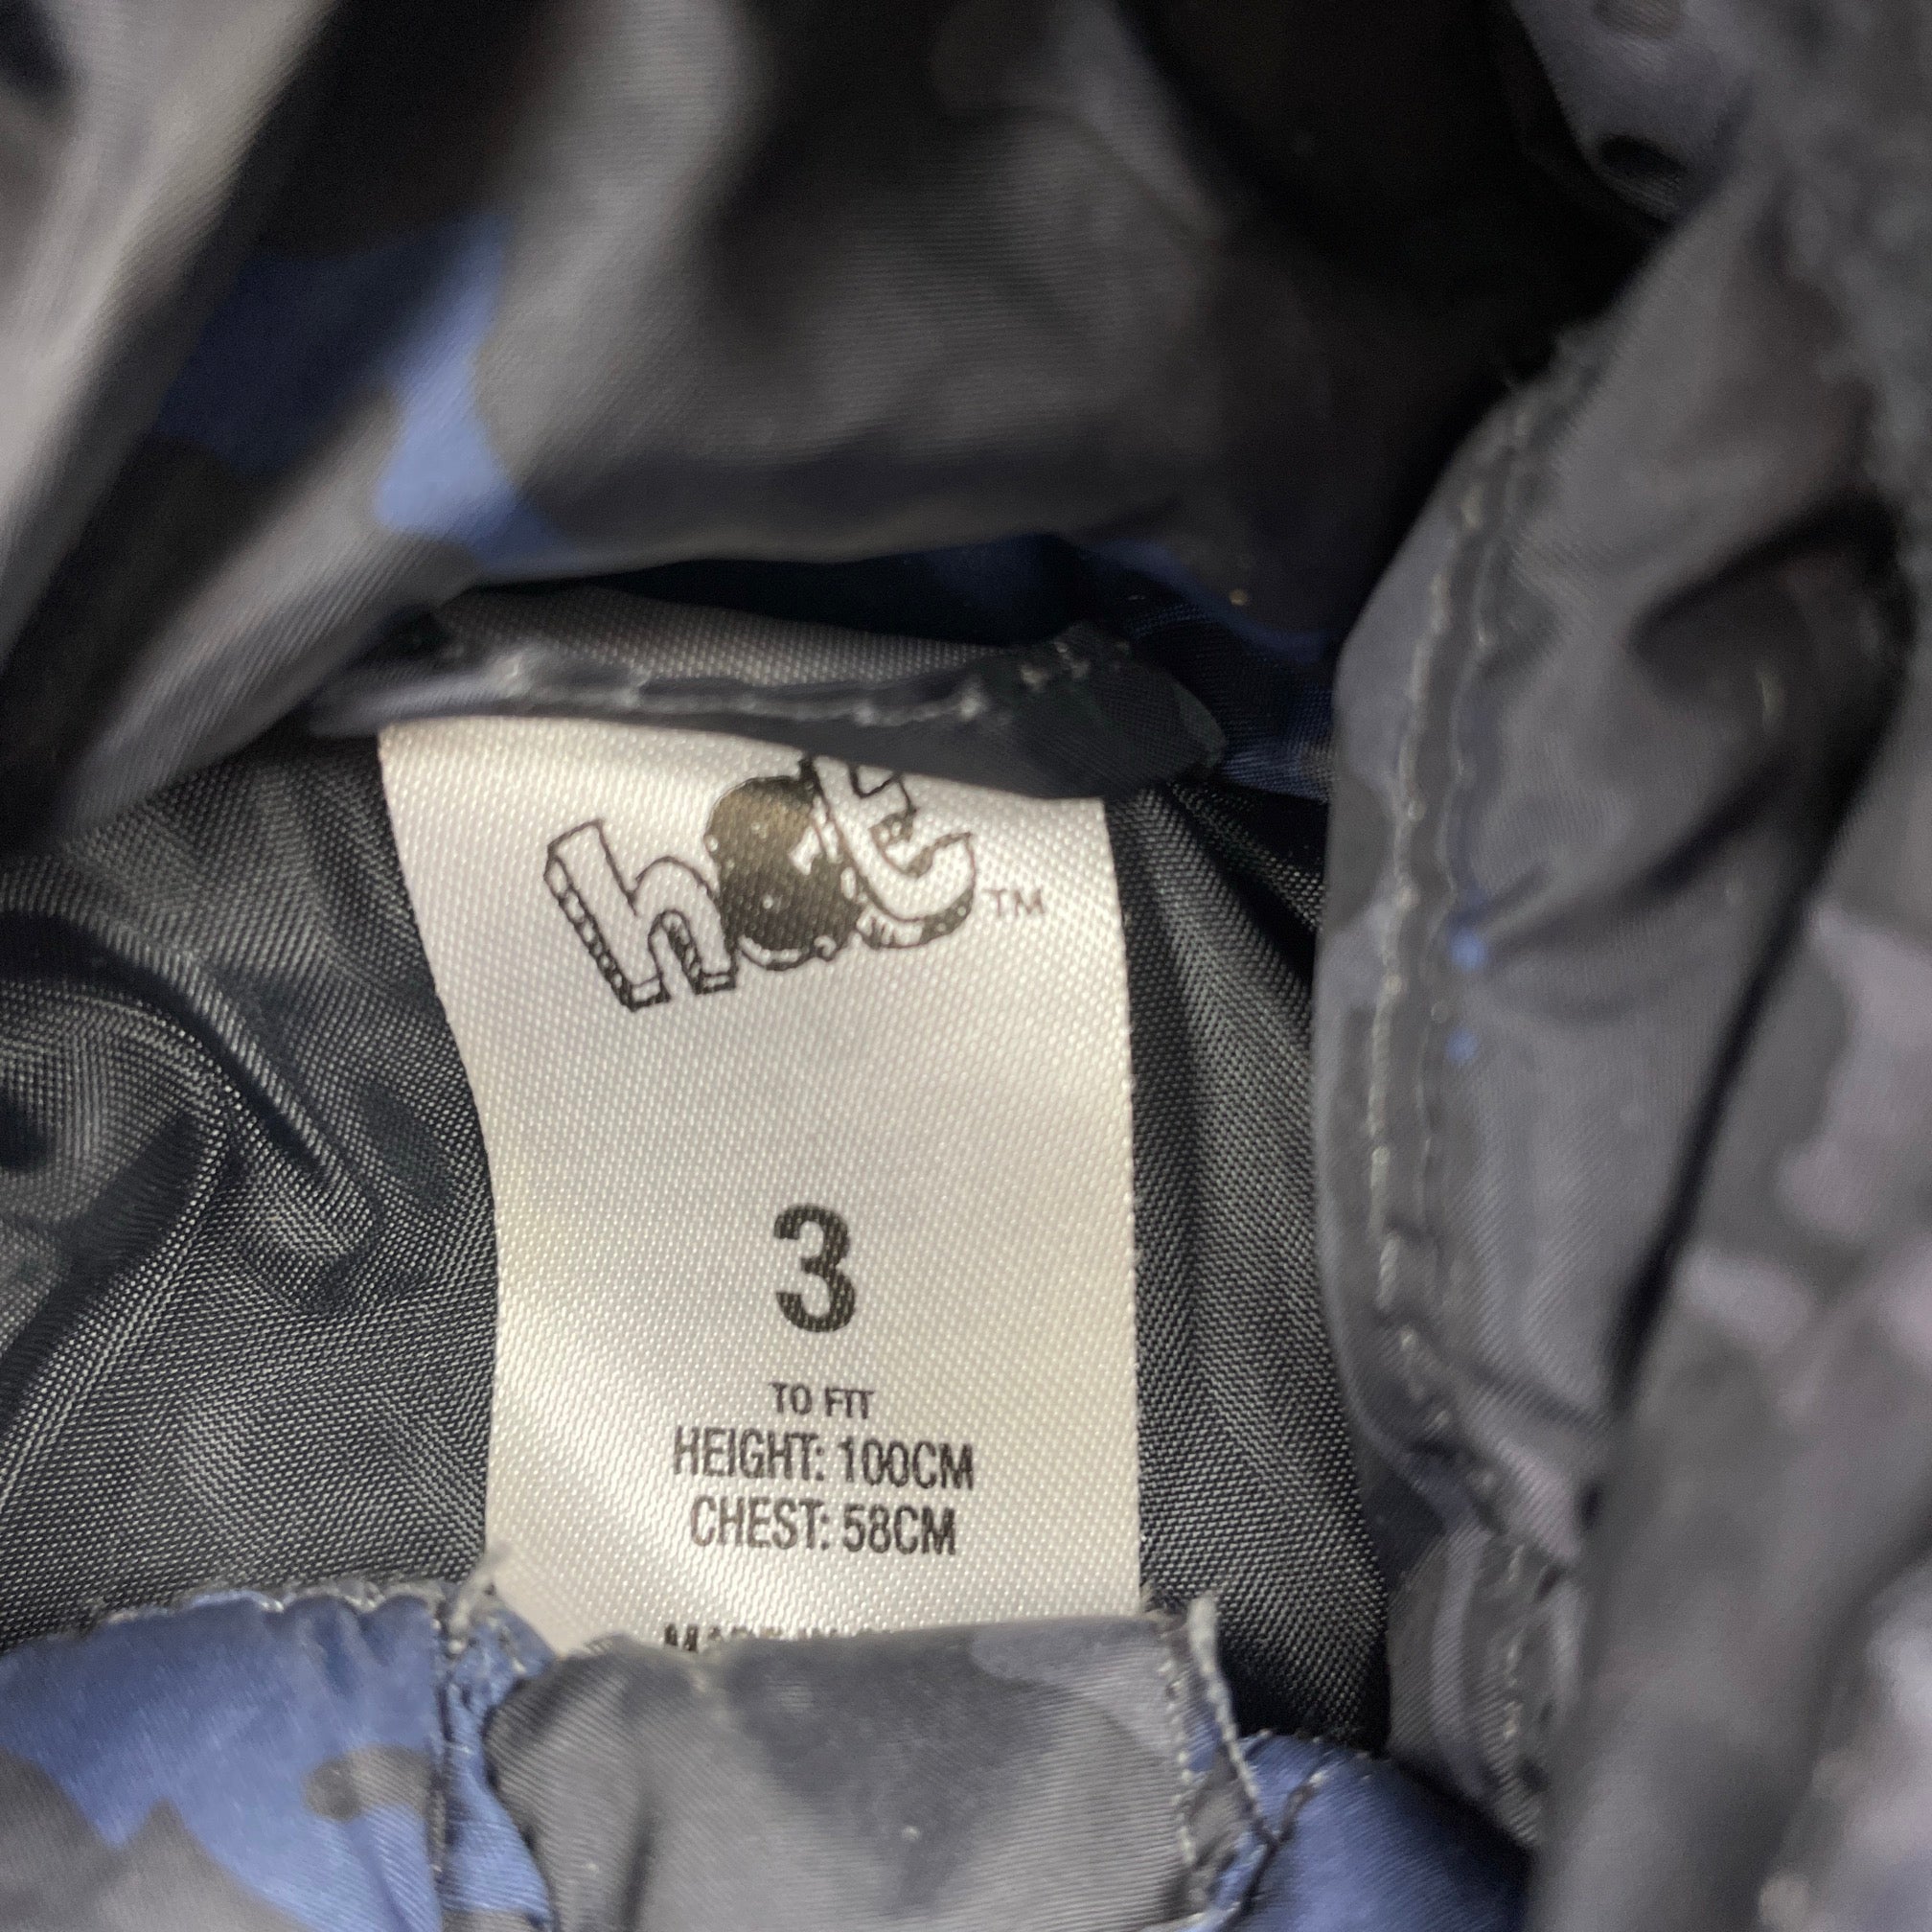 hot™
3
TO FIT
HEIGHT: 100CM
CHEST: 58CM